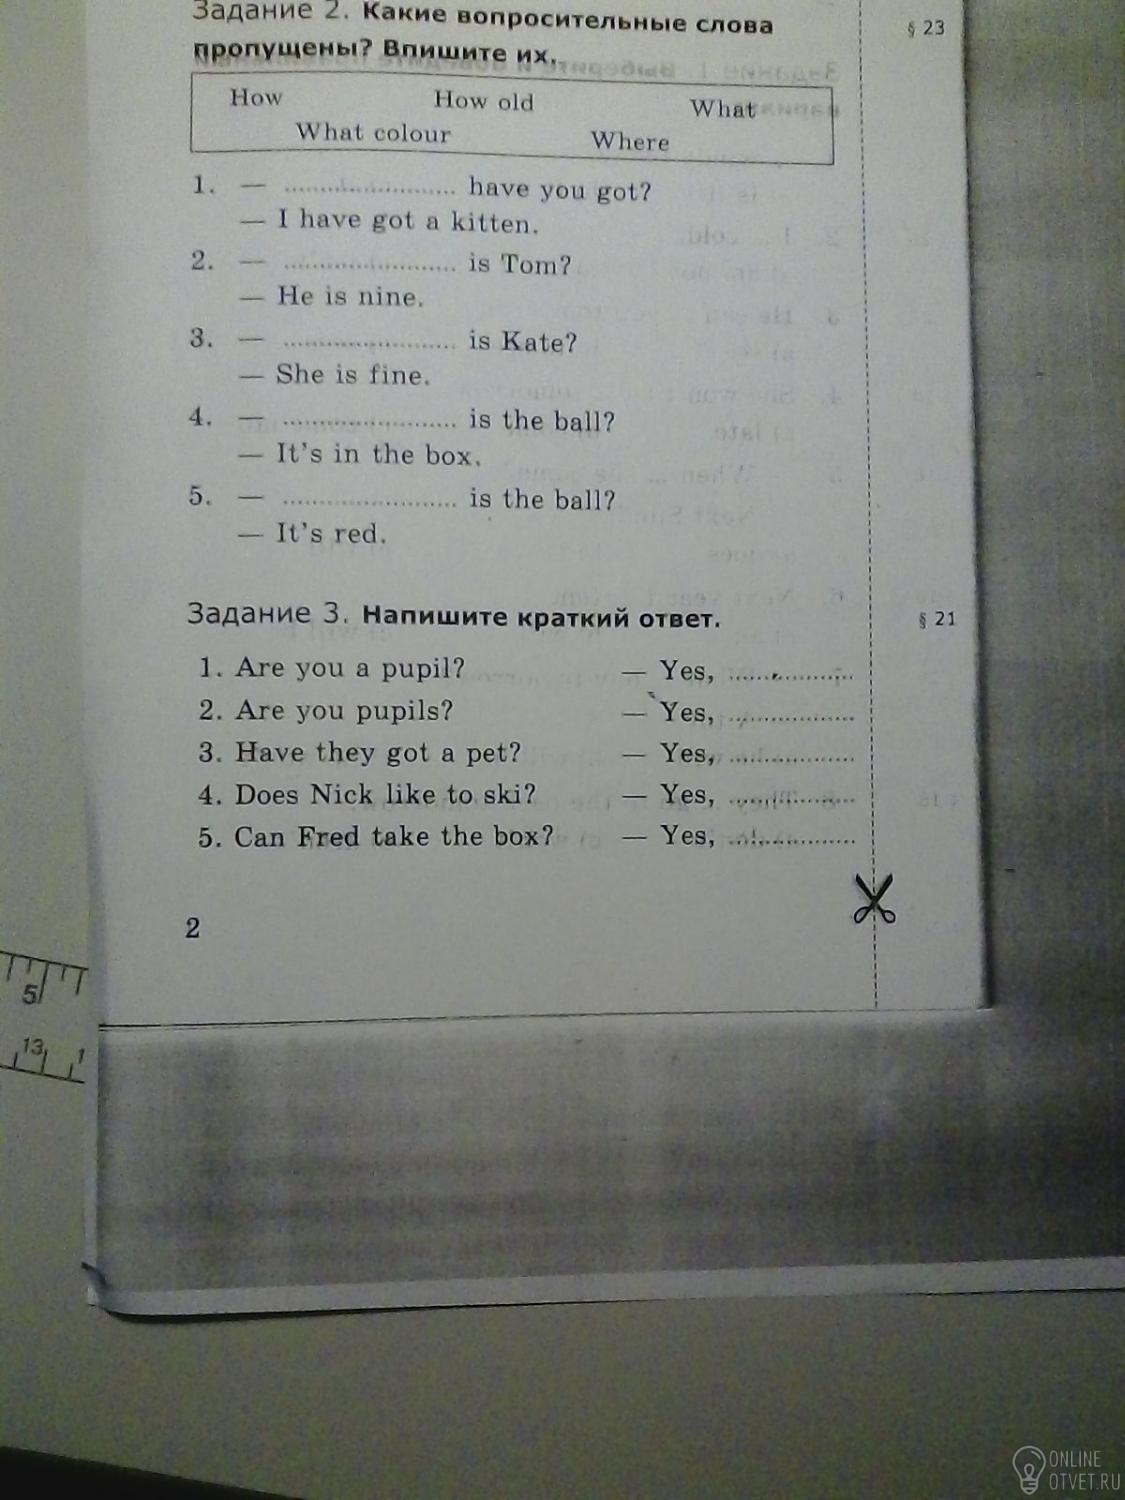 Задание 2. Какие вопросительные слова
§ 23
пропущены? Впишите их.
How How old What
What colour Where
1. — ........................ have you got?
— I have got a kitten.
2. — ........................ is Tom?
— He is nine.
3. — ........................ is Kate?
— She is fine.
4. — ........................ is the ball?
— It's in the box.
5. — ........................ is the ball?
— It's red.
Задание 3. Напишите краткий ответ.
§ 21
1. Are you a pupil? — Yes, ..................
2. Are you pupils? — Yes, ..................
3. Have they got a pet? — Yes, ..................
4. Does Nick like to ski? — Yes, ..................
5. Can Fred take the box? — Yes, ..................
2
5
13 1
ONLINE
OTVET.RU